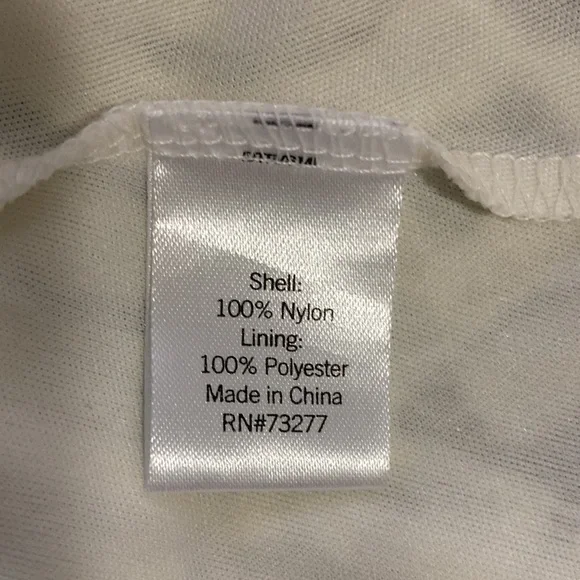 Shell:
100% Nylon
Lining:
100% Polyester
Made in China
RN#73277